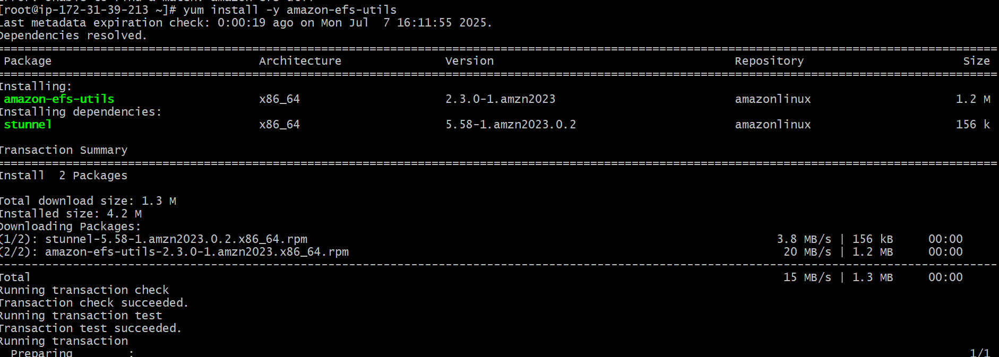 [root@ip-172-31-39-213 ~]# yum install -y amazon-efs-utils
Last metadata expiration check: 0:00:19 ago on Mon Jul  7 16:11:55 2025.
Dependencies resolved.
Package Architecture Version Repository Size
Installing:
amazon-efs-utils x86_64 2.3.0-1.amzn2023 amazonlinux 1.2 M
Installing dependencies:
stunnel x86_64 5.58-1.amzn2023.0.2 amazonlinux 156 k
Transaction Summary
Install  2 Packages
Total download size: 1.3 M
Installed size: 4.2 M
Downloading Packages:
(1/2): stunnel-5.58-1.amzn2023.0.2.x86_64.rpm 3.8 MB/s | 156 kB 00:00
(2/2): amazon-efs-utils-2.3.0-1.amzn2023.x86_64.rpm 20 MB/s | 1.2 MB 00:00
Total 15 MB/s | 1.3 MB 00:00
Running transaction check
Transaction check succeeded.
Running transaction test
Transaction test succeeded.
Running transaction
Preparing : 1/1